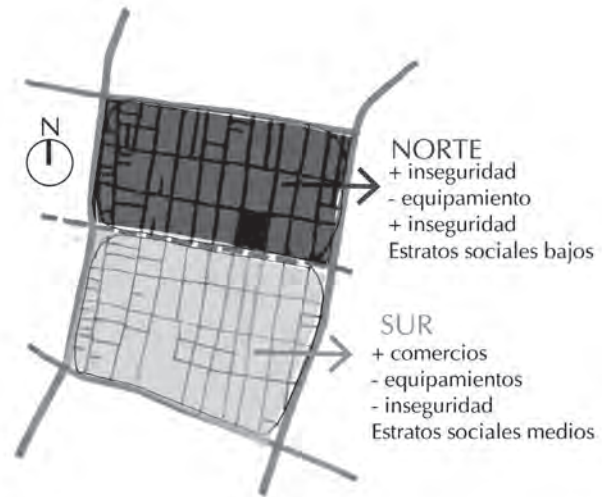 N
NORTE
+ inseguridad
- equipamiento
+ inseguridad
Estratos sociales bajos
SUR
+ comercios
- equipamientos
- inseguridad
Estratos sociales medios